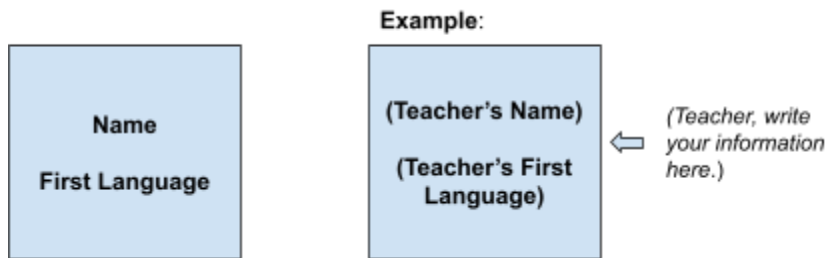 Example:
Name
First Language
(Teacher's Name)
(Teacher's First
Language)
(Teacher, write
your information
here.)